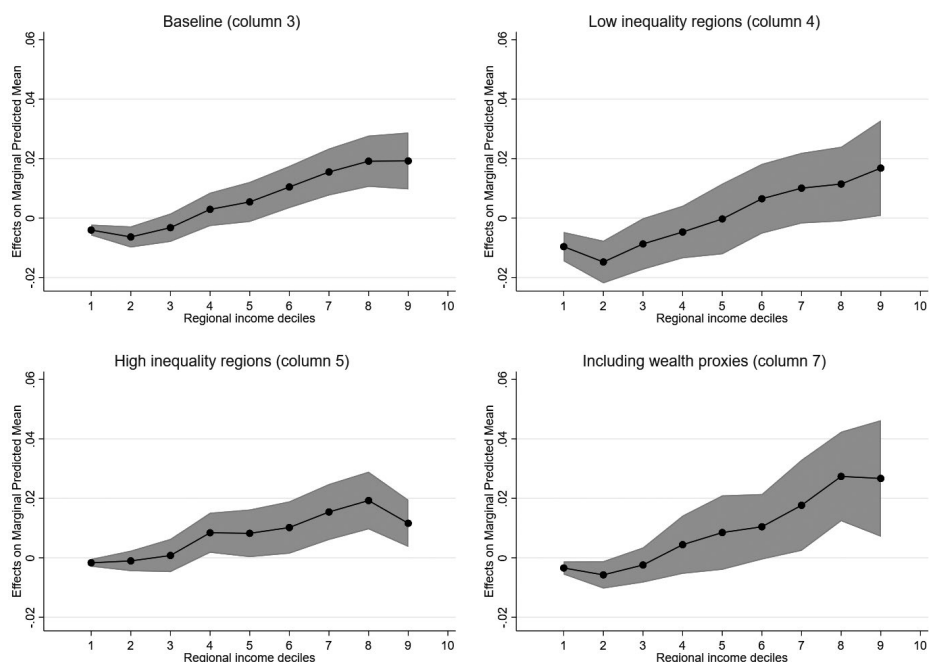 Baseline (column 3)
Effects on Marginal Predicted Mean
.06
.04
.02
0
-.02
1 2 3 4 5 6 7 8 9 10
Regional income deciles
Low inequality regions (column 4)
Effects on Marginal Predicted Mean
.06
.04
.02
0
-.02
1 2 3 4 5 6 7 8 9 10
Regional income deciles
High inequality regions (column 5)
Effects on Marginal Predicted Mean
.06
.04
.02
0
-.02
1 2 3 4 5 6 7 8 9 10
Regional income deciles
Including wealth proxies (column 7)
Effects on Marginal Predicted Mean
.06
.04
.02
0
-.02
1 2 3 4 5 6 7 8 9 10
Regional income deciles